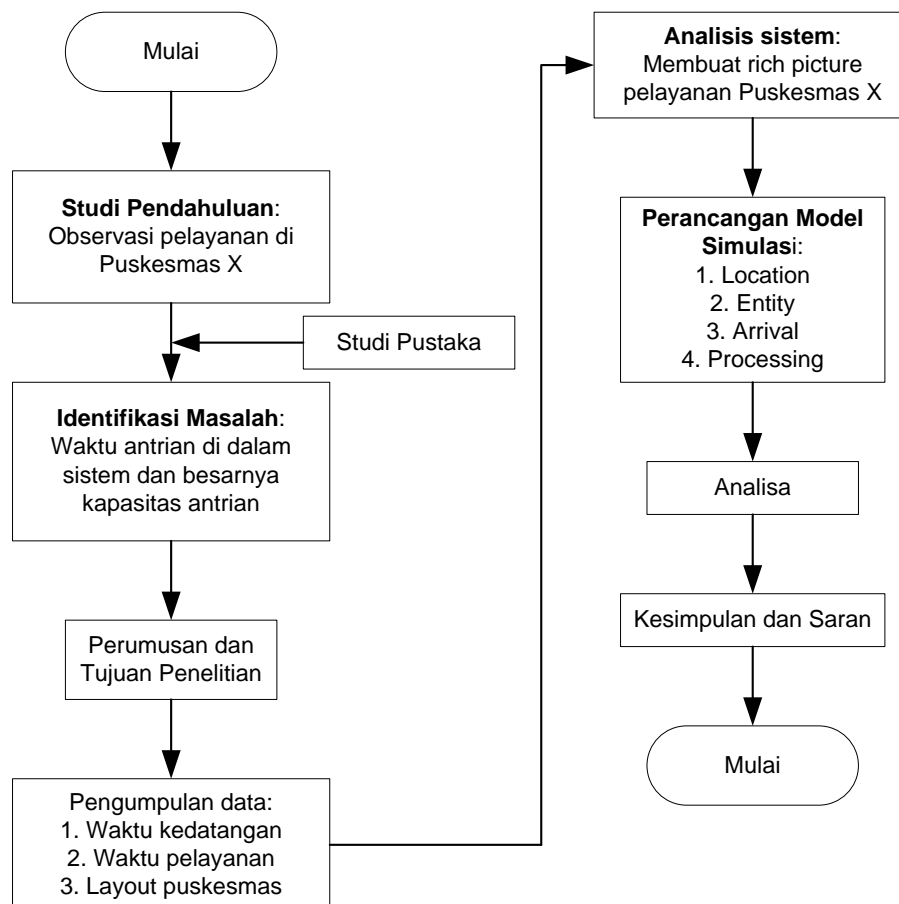 Mulai
Studi Pendahuluan:
Observasi pelayanan di
Puskesmas X
Studi Pustaka
Identifikasi Masalah:
Waktu antrian di dalam
sistem dan besarnya
kapasitas antrian
Perumusan dan
Tujuan Penelitian
Pengumpulan data:
1. Waktu kedatangan
2. Waktu pelayanan
3. Layout puskesmas
Analisis sistem:
Membuat rich picture
pelayanan Puskesmas X
Perancangan Model
Simulasi:
1. Location
2. Entity
3. Arrival
4. Processing
Analisa
Kesimpulan dan Saran
Mulai